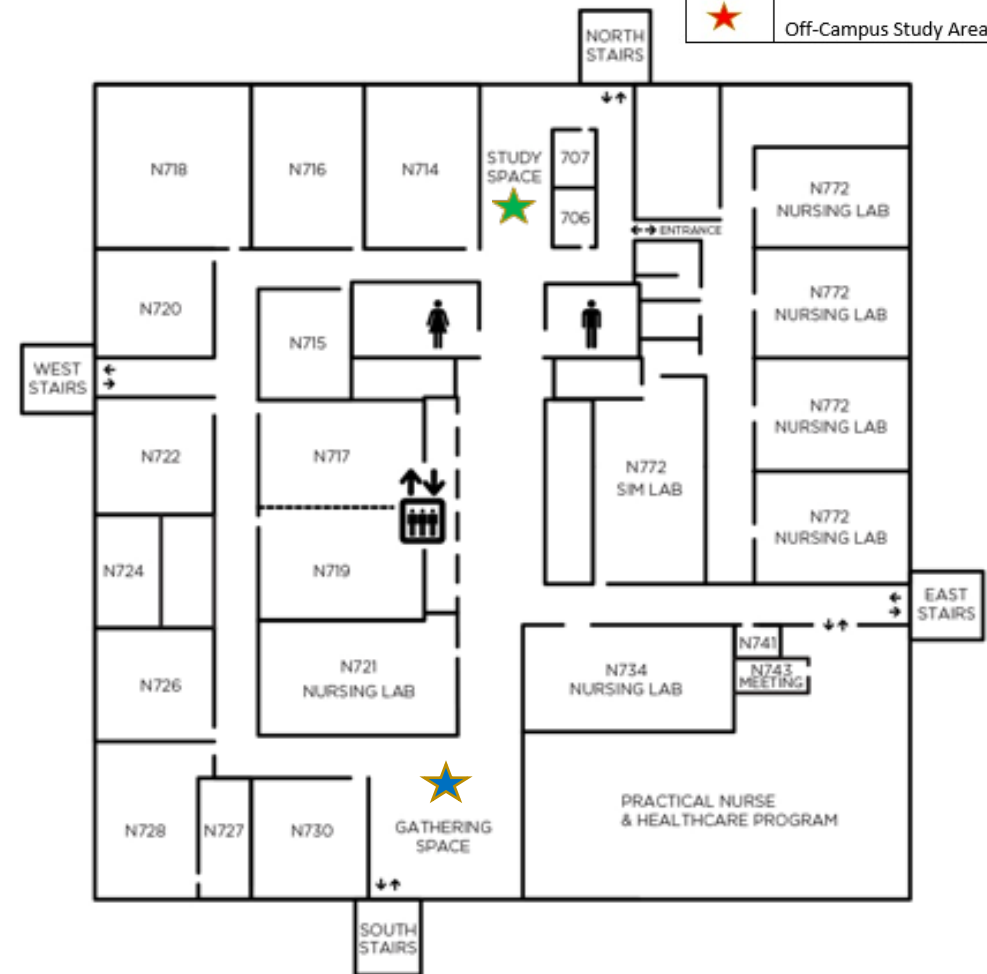 Off-Campus Study Area
NORTH
STAIRS
N718
N716
N714
STUDY
SPACE
707
706
ENTRANCE
N772
NURSING LAB
N720
N715
N772
NURSING LAB
WEST
STAIRS
N722
N717
N772
SIM LAB
N772
NURSING LAB
N724
N719
N772
NURSING LAB
EAST
STAIRS
N726
N721
NURSING LAB
N734
NURSING LAB
N741
N743
MEETING
N728
N727
N730
GATHERING
SPACE
PRACTICAL NURSE
& HEALTHCARE PROGRAM
SOUTH
STAIRS